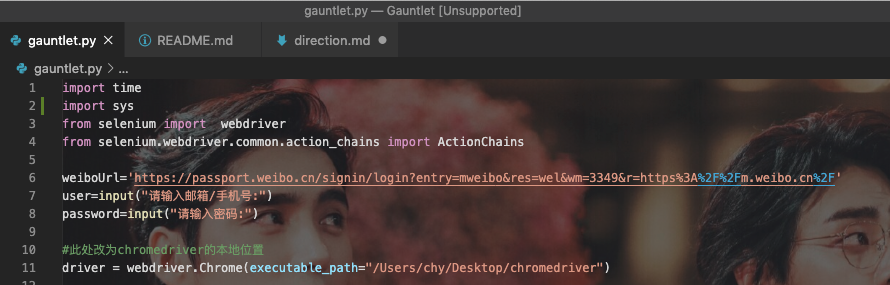 gauntlet.py — Gauntlet [Unsupported]
gauntlet.py × README.md direction.md ●
gauntlet.py > ...
1 import time
2 import sys
3 from selenium import  webdriver
4 from selenium.webdriver.common.action_chains import ActionChains
5
6 weiboUrl='https://passport.weibo.cn/signin/login?entry=mweibo&res=wel&wm=3349&r=https%3A%2F%2Fm.weibo.cn%2F'
7 user=input("请输入邮箱/手机号:")
8 password=input("请输入密码:")
9
10 #此处改为chromedriver的本地位置
11 driver = webdriver.Chrome(executable_path="/Users/chy/Desktop/chromedriver")